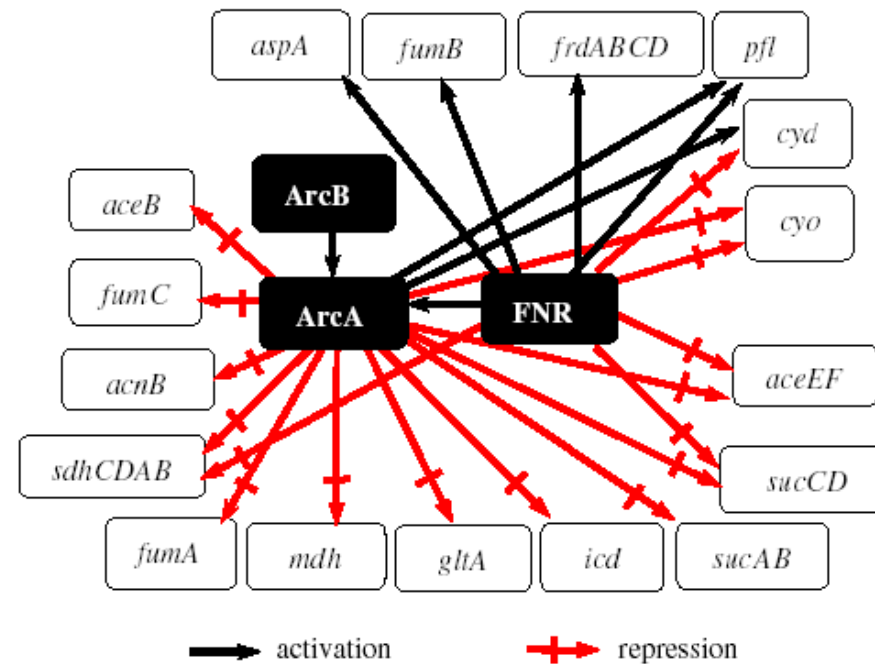 aspA
fumB
frdABCD
pfl
cyd
ArcB
aceB
cyo
fumC
ArcA
FNR
acnB
aceEF
sdhCDAB
sucCD
fumA
mdh
gltA
icd
sucAB
activation
repression